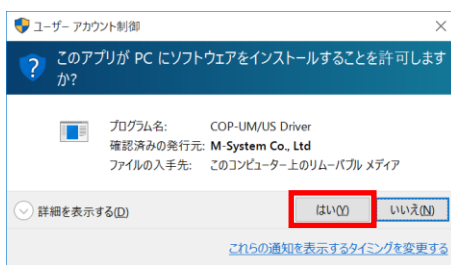 ユーザー アカウント制御
このアプリが PC にソフトウェアをインストールすることを許可します
か?
プログラム名: COP-UM/US Driver
確認済みの発行元: M-System Co., Ltd
ファイルの入手先: このコンピューター上のリムーバブル メディア
詳細を表示する(D)
はい(Y) いいえ(N)
これらの通知を表示するタイミングを変更する